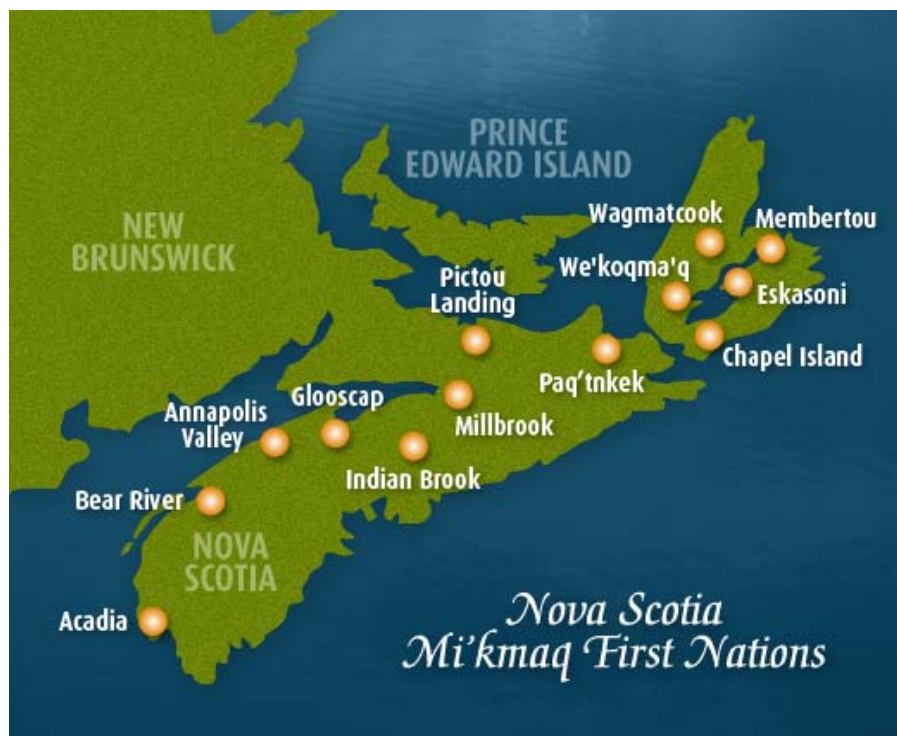 PRINCE
EDWARD ISLAND
NEW
BRUNSWICK
Wagmatcook
Membertou
We'koqma'q
Eskasoni
Pictou
Landing
Chapel Island
Paq’tnkek
Glooscap
Annapolis
Valley
Millbrook
Indian Brook
Bear River
NOVA
SCOTIA
Acadia
Nova Scotia
Mi’kmaq First Nations